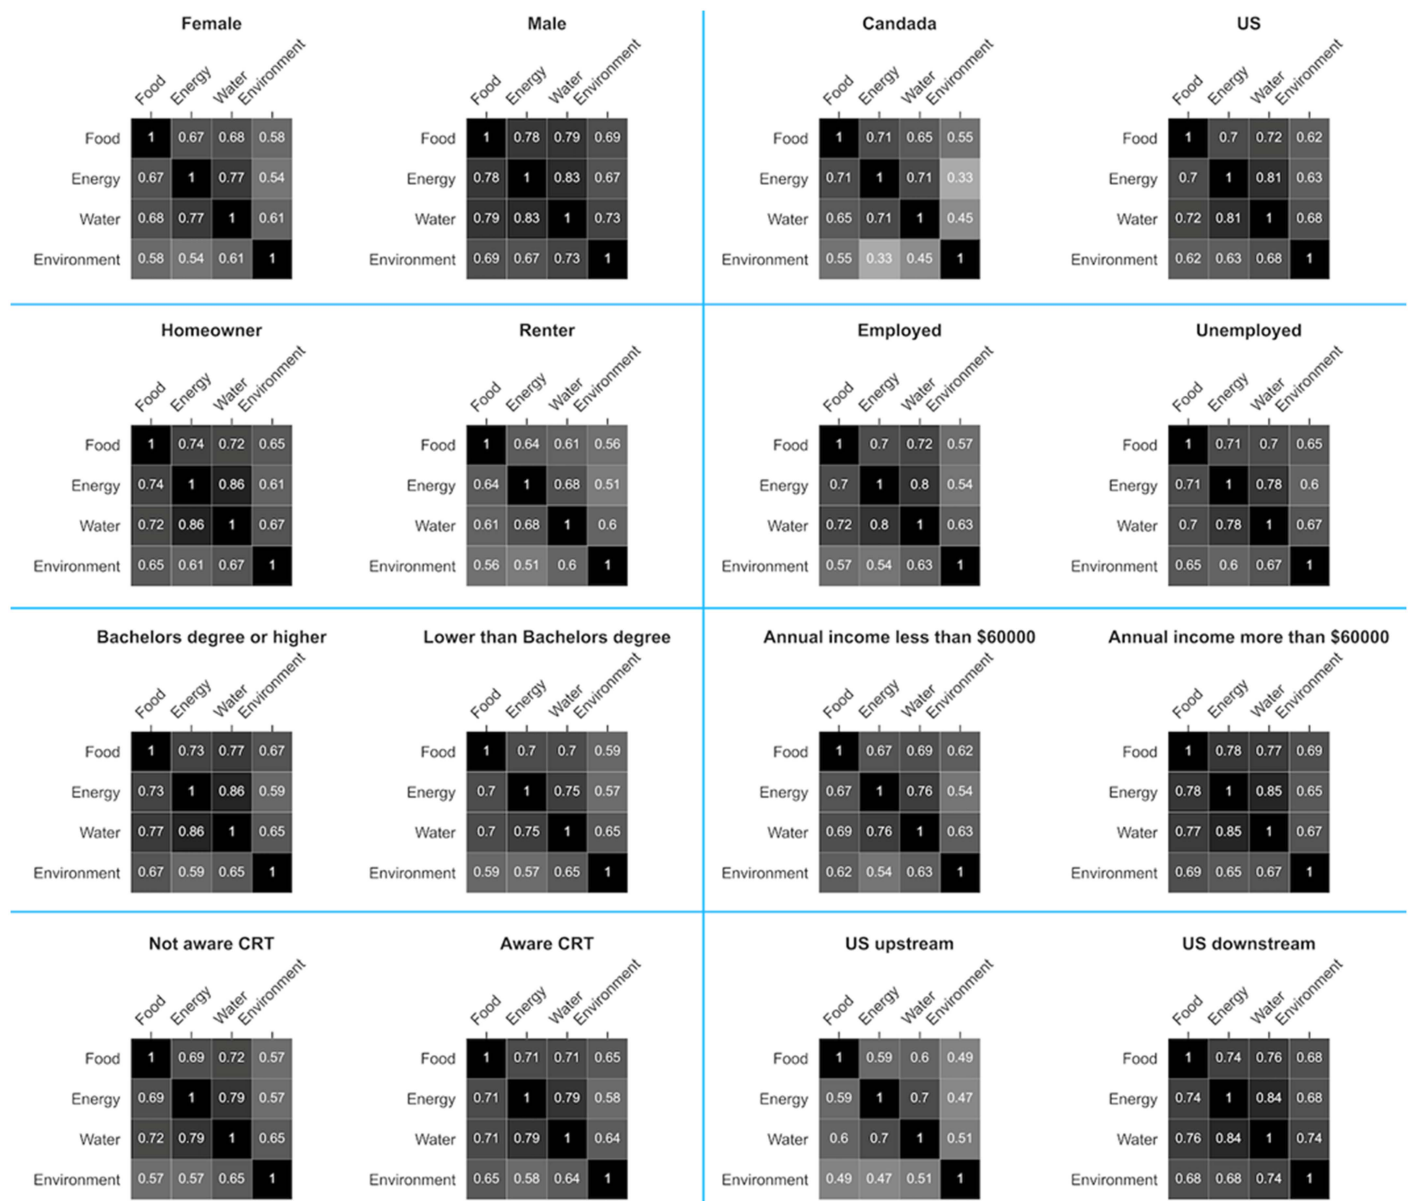 Female Male Candada US
Food Energy Water Environment Food Energy Water Environment Food Energy Water Environment Food Energy Water Environment
Food 1 0.67 0.68 0.58 Food 1 0.78 0.79 0.69 Food 1 0.71 0.65 0.55 Food 1 0.7 0.72 0.62
Energy 0.67 1 0.77 0.54 Energy 0.78 1 0.83 0.67 Energy 0.71 1 0.71 0.33 Energy 0.7 1 0.81 0.63
Water 0.68 0.77 1 0.61 Water 0.79 0.83 1 0.73 Water 0.65 0.71 1 0.45 Water 0.72 0.81 1 0.68
Environment 0.58 0.54 0.61 1 Environment 0.69 0.67 0.73 1 Environment 0.55 0.33 0.45 1 Environment 0.62 0.63 0.68 1
Homeowner Renter Employed Unemployed
Food Energy Water Environment Food Energy Water Environment Food Energy Water Environment Food Energy Water Environment
Food 1 0.74 0.72 0.65 Food 1 0.64 0.61 0.56 Food 1 0.7 0.72 0.57 Food 1 0.71 0.7 0.65
Energy 0.74 1 0.86 0.61 Energy 0.64 1 0.68 0.51 Energy 0.7 1 0.8 0.54 Energy 0.71 1 0.78 0.6
Water 0.72 0.86 1 0.67 Water 0.61 0.68 1 0.6 Water 0.72 0.8 1 0.63 Water 0.7 0.78 1 0.67
Environment 0.65 0.61 0.67 1 Environment 0.56 0.51 0.6 1 Environment 0.57 0.54 0.63 1 Environment 0.65 0.6 0.67 1
Bachelors degree or higher Lower than Bachelors degree Annual income less than $60000 Annual income more than $60000
Food Energy Water Environment Food Energy Water Environment Food Energy Water Environment Food Energy Water Environment
Food 1 0.73 0.77 0.67 Food 1 0.7 0.7 0.59 Food 1 0.67 0.69 0.62 Food 1 0.78 0.77 0.69
Energy 0.73 1 0.86 0.59 Energy 0.7 1 0.75 0.57 Energy 0.67 1 0.76 0.54 Energy 0.78 1 0.85 0.65
Water 0.77 0.86 1 0.65 Water 0.7 0.75 1 0.65 Water 0.69 0.76 1 0.63 Water 0.77 0.85 1 0.67
Environment 0.67 0.59 0.65 1 Environment 0.59 0.57 0.65 1 Environment 0.62 0.54 0.63 1 Environment 0.69 0.65 0.67 1
Not aware CRT Aware CRT US upstream US downstream
Food Energy Water Environment Food Energy Water Environment Food Energy Water Environment Food Energy Water Environment
Food 1 0.69 0.72 0.57 Food 1 0.71 0.71 0.65 Food 1 0.59 0.6 0.49 Food 1 0.74 0.76 0.68
Energy 0.69 1 0.79 0.57 Energy 0.71 1 0.79 0.58 Energy 0.59 1 0.7 0.47 Energy 0.74 1 0.84 0.68
Water 0.72 0.79 1 0.65 Water 0.71 0.79 1 0.64 Water 0.6 0.7 1 0.51 Water 0.76 0.84 1 0.74
Environment 0.57 0.57 0.65 1 Environment 0.65 0.58 0.64 1 Environment 0.49 0.47 0.51 1 Environment 0.68 0.68 0.74 1